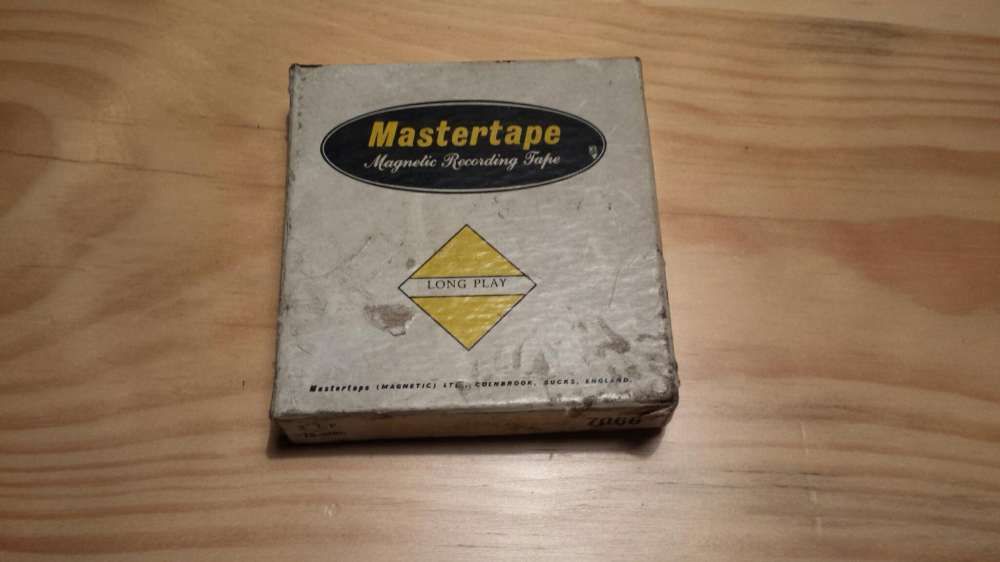 Mastertape
Magnetic Recording Tape
LONG PLAY
Mastertape (MAGNETIC) LTD., COLNBROOK, BUCKS, ENGLAND.